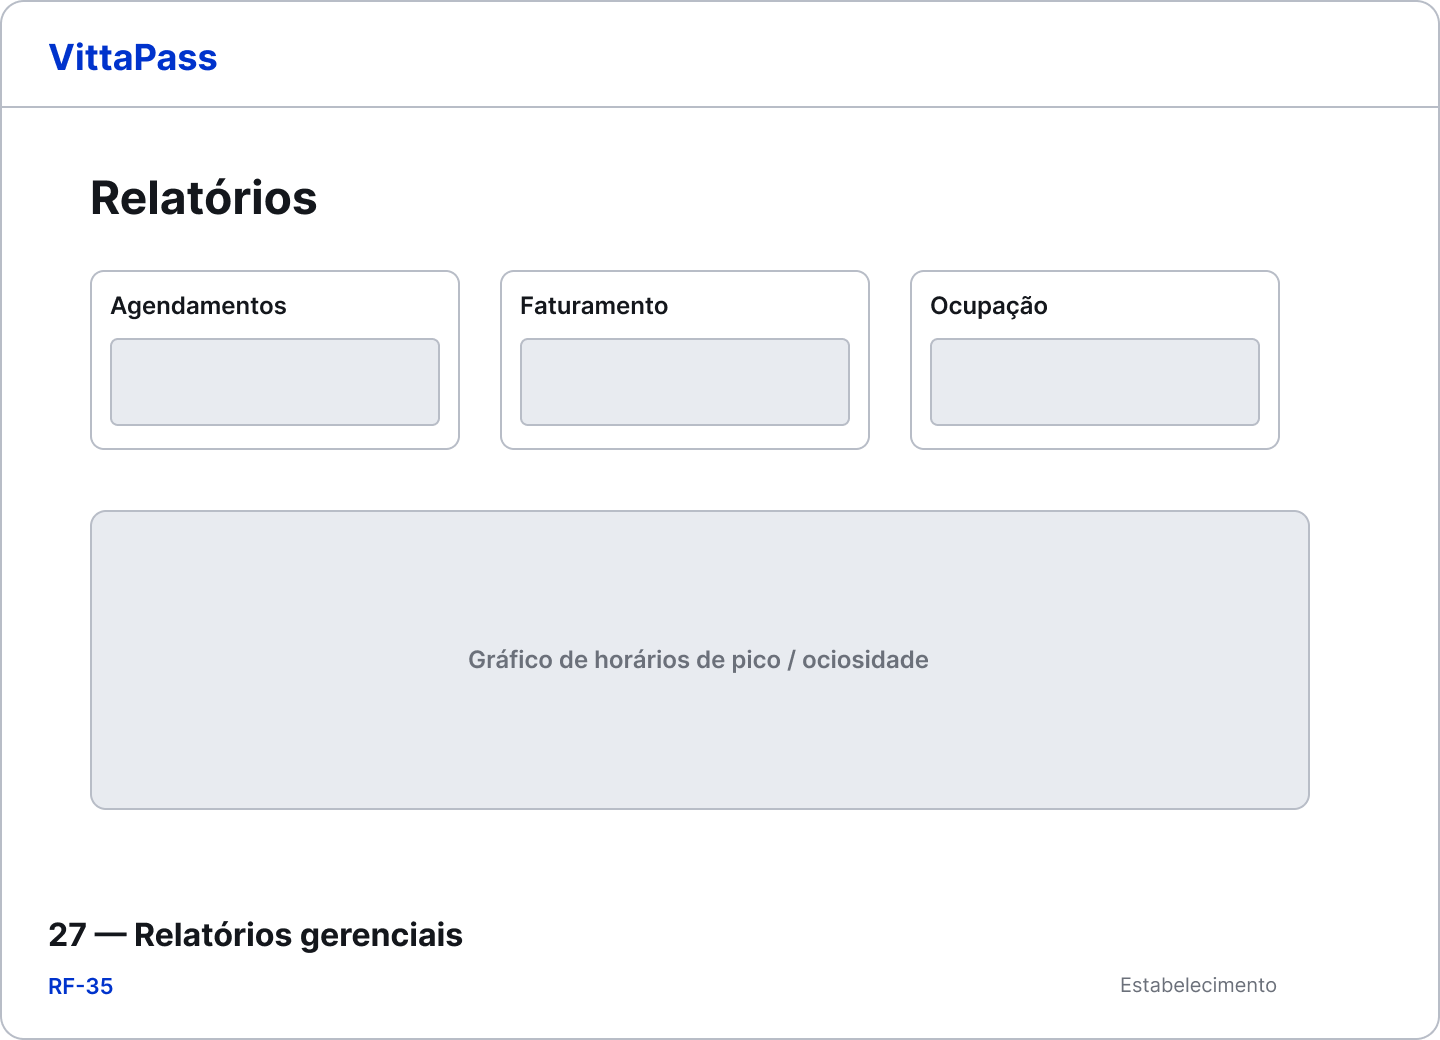 VittaPass
Relatórios
Agendamentos
Faturamento
Ocupação
Gráfico de horários de pico / ociosidade
27 — Relatórios gerenciais
RF-35
Estabelecimento